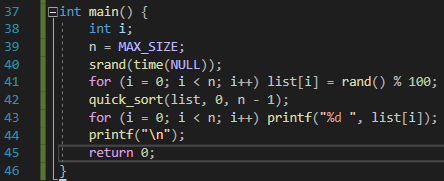 37 int main() {
38 int i;
39 n = MAX_SIZE;
40 srand(time(NULL));
41 for (i = 0; i < n; i++) list[i] = rand() % 100;
42 quick_sort(list, 0, n - 1);
43 for (i = 0; i < n; i++) printf("%d ", list[i]);
44 printf("\n");
45 return 0;
46 }